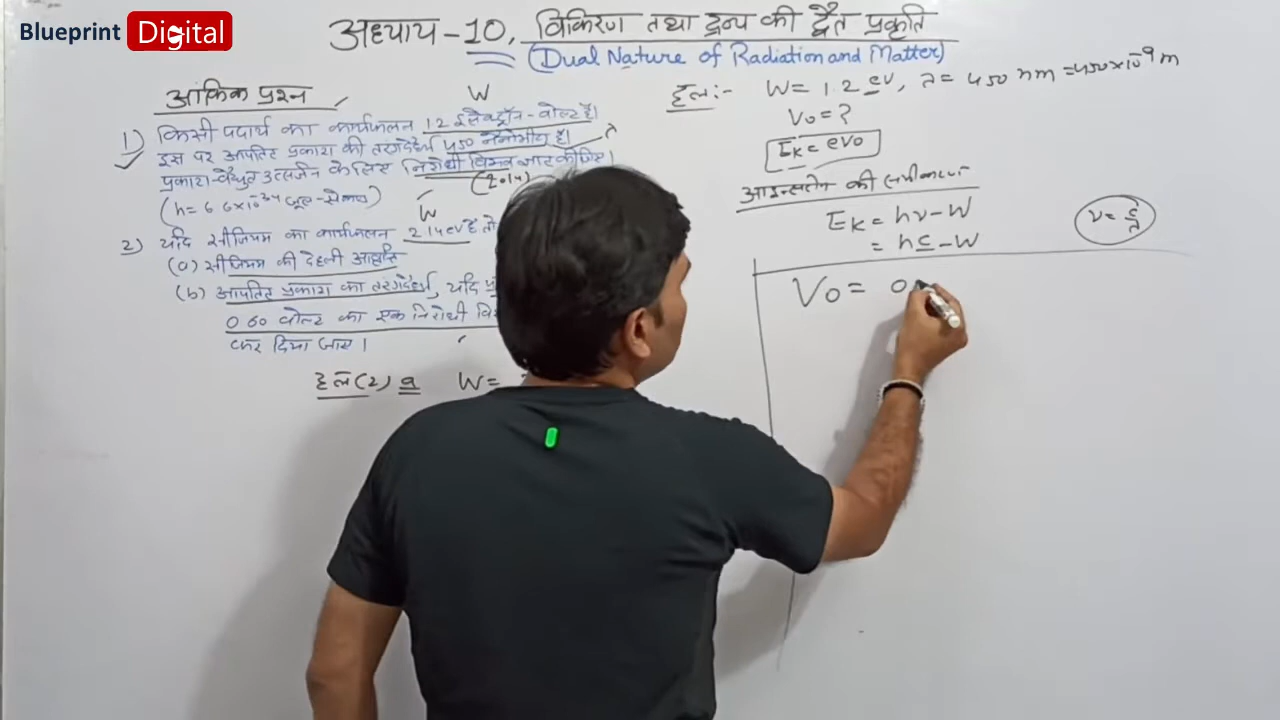 Blueprint Digital
अध्याय-10, विकिरण तथा द्रव्य की द्वैत प्रकृति
(Dual Nature of Radiation and Matter)
आंकिक प्रश्न
W
1) किसी पदार्थ का कार्यफलन 1.2 इलेक्ट्रॉन-वोल्ट है।
इस पर आपतित प्रकाश की तरंगदैर्ध्य 450 नैनोमीटर है। λ
प्रकाश-वैद्युत उत्सर्जन के लिए निरोधी विभव ज्ञात कीजिए।
(2014)
(h=6.6×10⁻³⁴ जूल-सेकण्ड)
W
2) यदि सीजियम का कार्यफलन 2.14 eV है तो
(a) सीजियम की देहली आवृत्ति
(b) आपतित प्रकाश का तरंगदैर्ध्य, यदि
0.60 वोल्ट का एक निरोधी
कर दिया जाए।
हल (2) a W=
हल:- W= 1.2 ev, λ= 450 nm =450×10⁻⁹ m
V₀=?
Eκ=eV₀
आइन्सटीन की समीकरण
Eκ= hν-W
ν=c/λ
= hc-W
V₀= 0